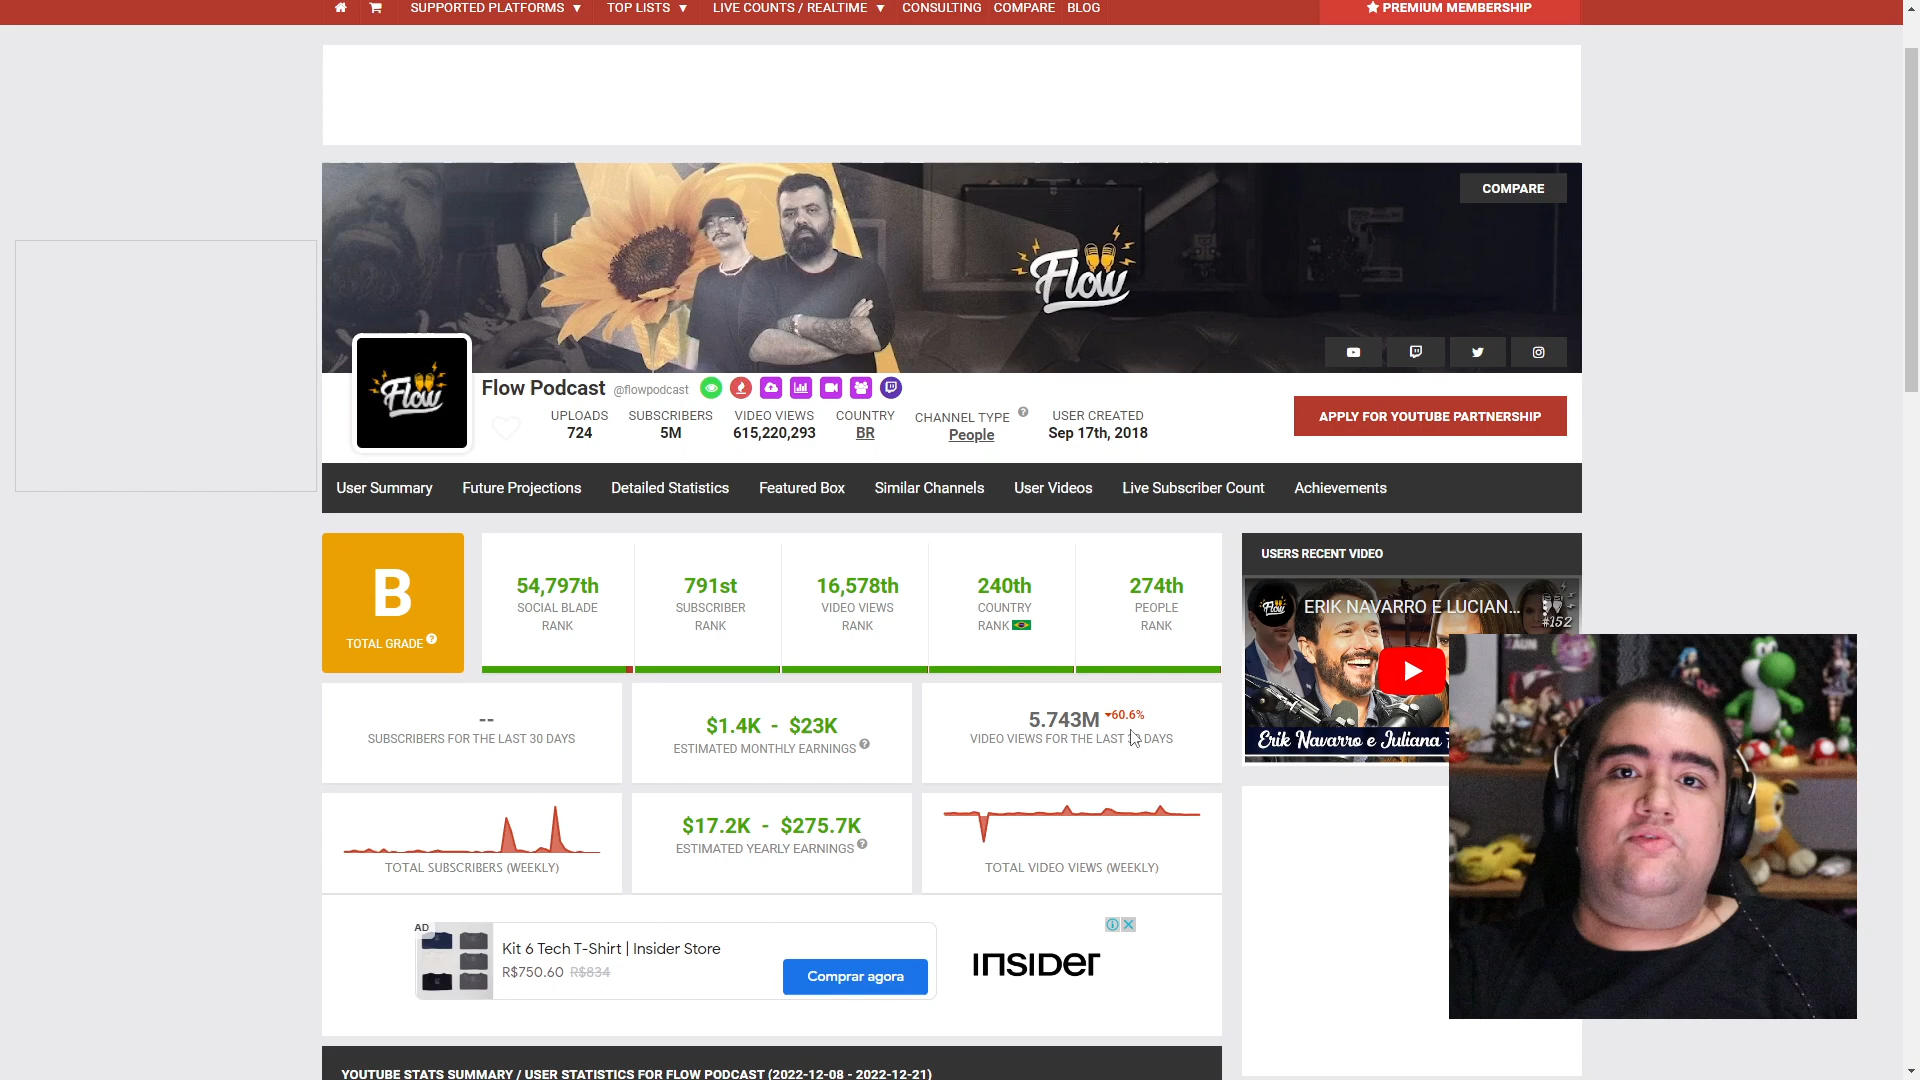 SUPPORTED PLATFORMS ▼ TOP LISTS ▼ LIVE COUNTS / REALTIME ▼ CONSULTING COMPARE BLOG
PREMIUM MEMBERSHIP
COMPARE
Flow
Flow
Flow Podcast @flowpodcast
UPLOADS SUBSCRIBERS VIDEO VIEWS COUNTRY CHANNEL TYPE USER CREATED
724 5M 615,220,293 BR People Sep 17th, 2018
APPLY FOR YOUTUBE PARTNERSHIP
User Summary Future Projections Detailed Statistics Featured Box Similar Channels User Videos Live Subscriber Count Achievements
B
TOTAL GRADE
54,797th 791st 16,578th 240th 274th
SOCIAL BLADE SUBSCRIBER VIDEO VIEWS COUNTRY PEOPLE
RANK RANK RANK RANK RANK
USERS RECENT VIDEO
Flow ERIK NAVARRO E LUCIAN...
#152
Erik Navarro e Juliana
--
SUBSCRIBERS FOR THE LAST 30 DAYS
$1.4K - $23K
ESTIMATED MONTHLY EARNINGS
5.743M 60.6%
VIDEO VIEWS FOR THE LAST DAYS
TOTAL SUBSCRIBERS (WEEKLY)
$17.2K - $275.7K
ESTIMATED YEARLY EARNINGS
TOTAL VIDEO VIEWS (WEEKLY)
AD
Kit 6 Tech T-Shirt | Insider Store
R$750.60 R$834
Comprar agora
INSIDER
YOUTUBE STATS SUMMARY / USER STATISTICS FOR FLOW PODCAST (2022-12-08 - 2022-12-21)